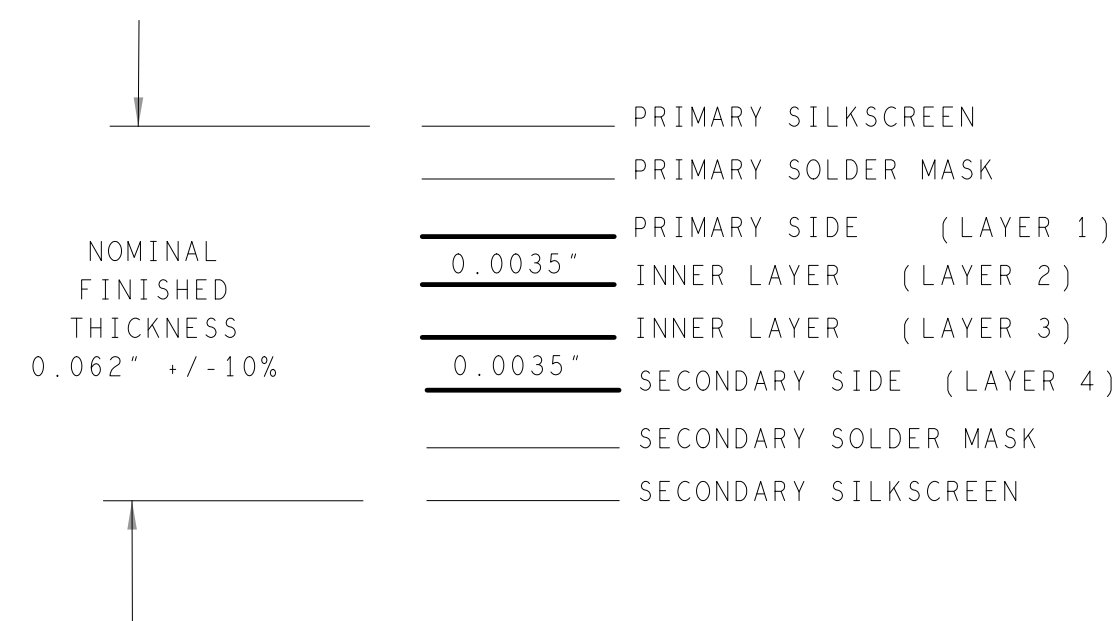 PRIMARY SILKSCREEN
PRIMARY SOLDER MASK
PRIMARY SIDE (LAYER 1)
0.0035"
INNER LAYER (LAYER 2)
INNER LAYER (LAYER 3)
0.0035"
SECONDARY SIDE (LAYER 4)
SECONDARY SOLDER MASK
SECONDARY SILKSCREEN
NOMINAL
FINISHED
THICKNESS
0.062" +/-10%